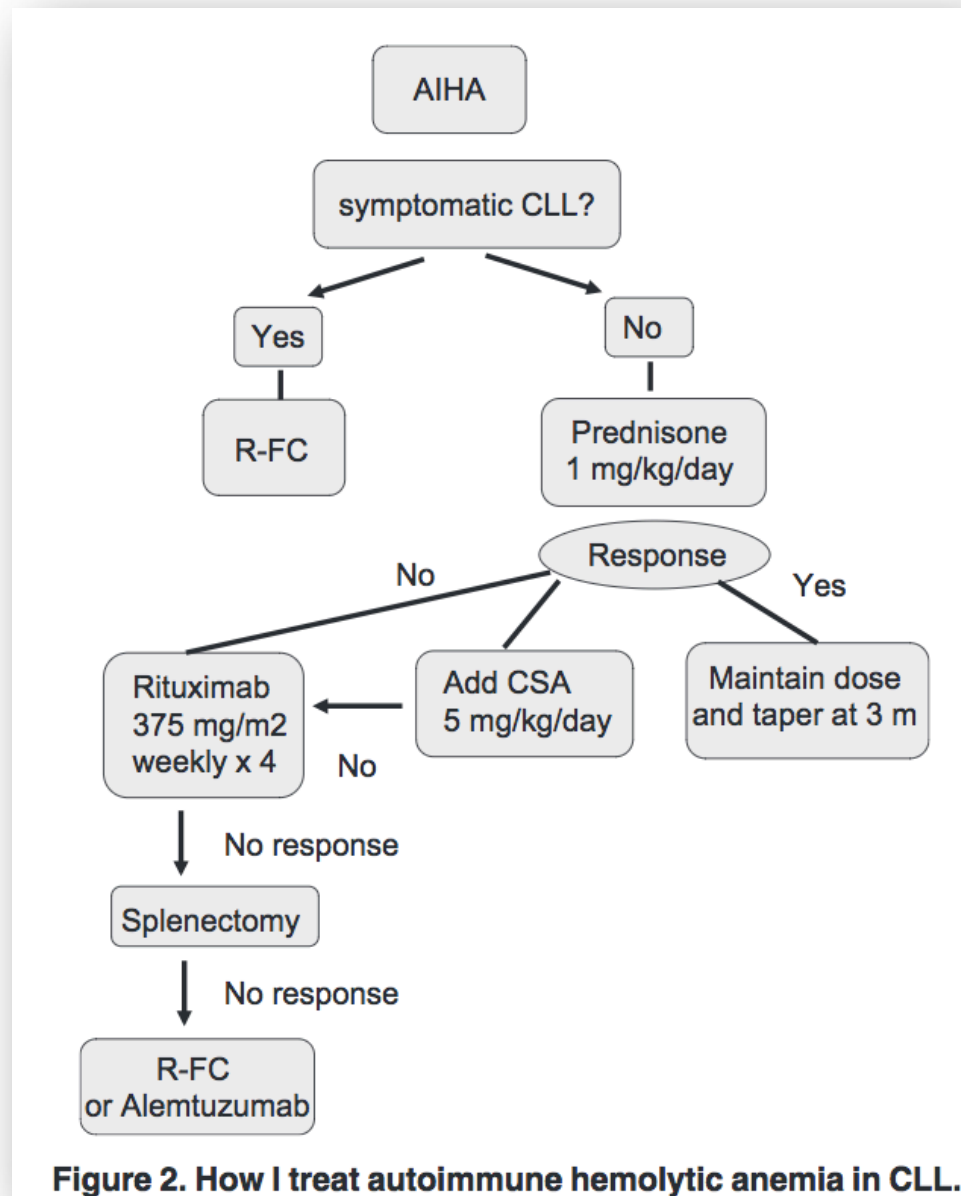 AIHA
symptomatic CLL?
Yes
No
R-FC
Prednisone
1 mg/kg/day
Response
No
Yes
Rituximab
375 mg/m2
weekly x 4
Add CSA
5 mg/kg/day
Maintain dose
and taper at 3 m
No
No response
Splenectomy
No response
R-FC
or Alemtuzumab
Figure 2. How I treat autoimmune hemolytic anemia in CLL.